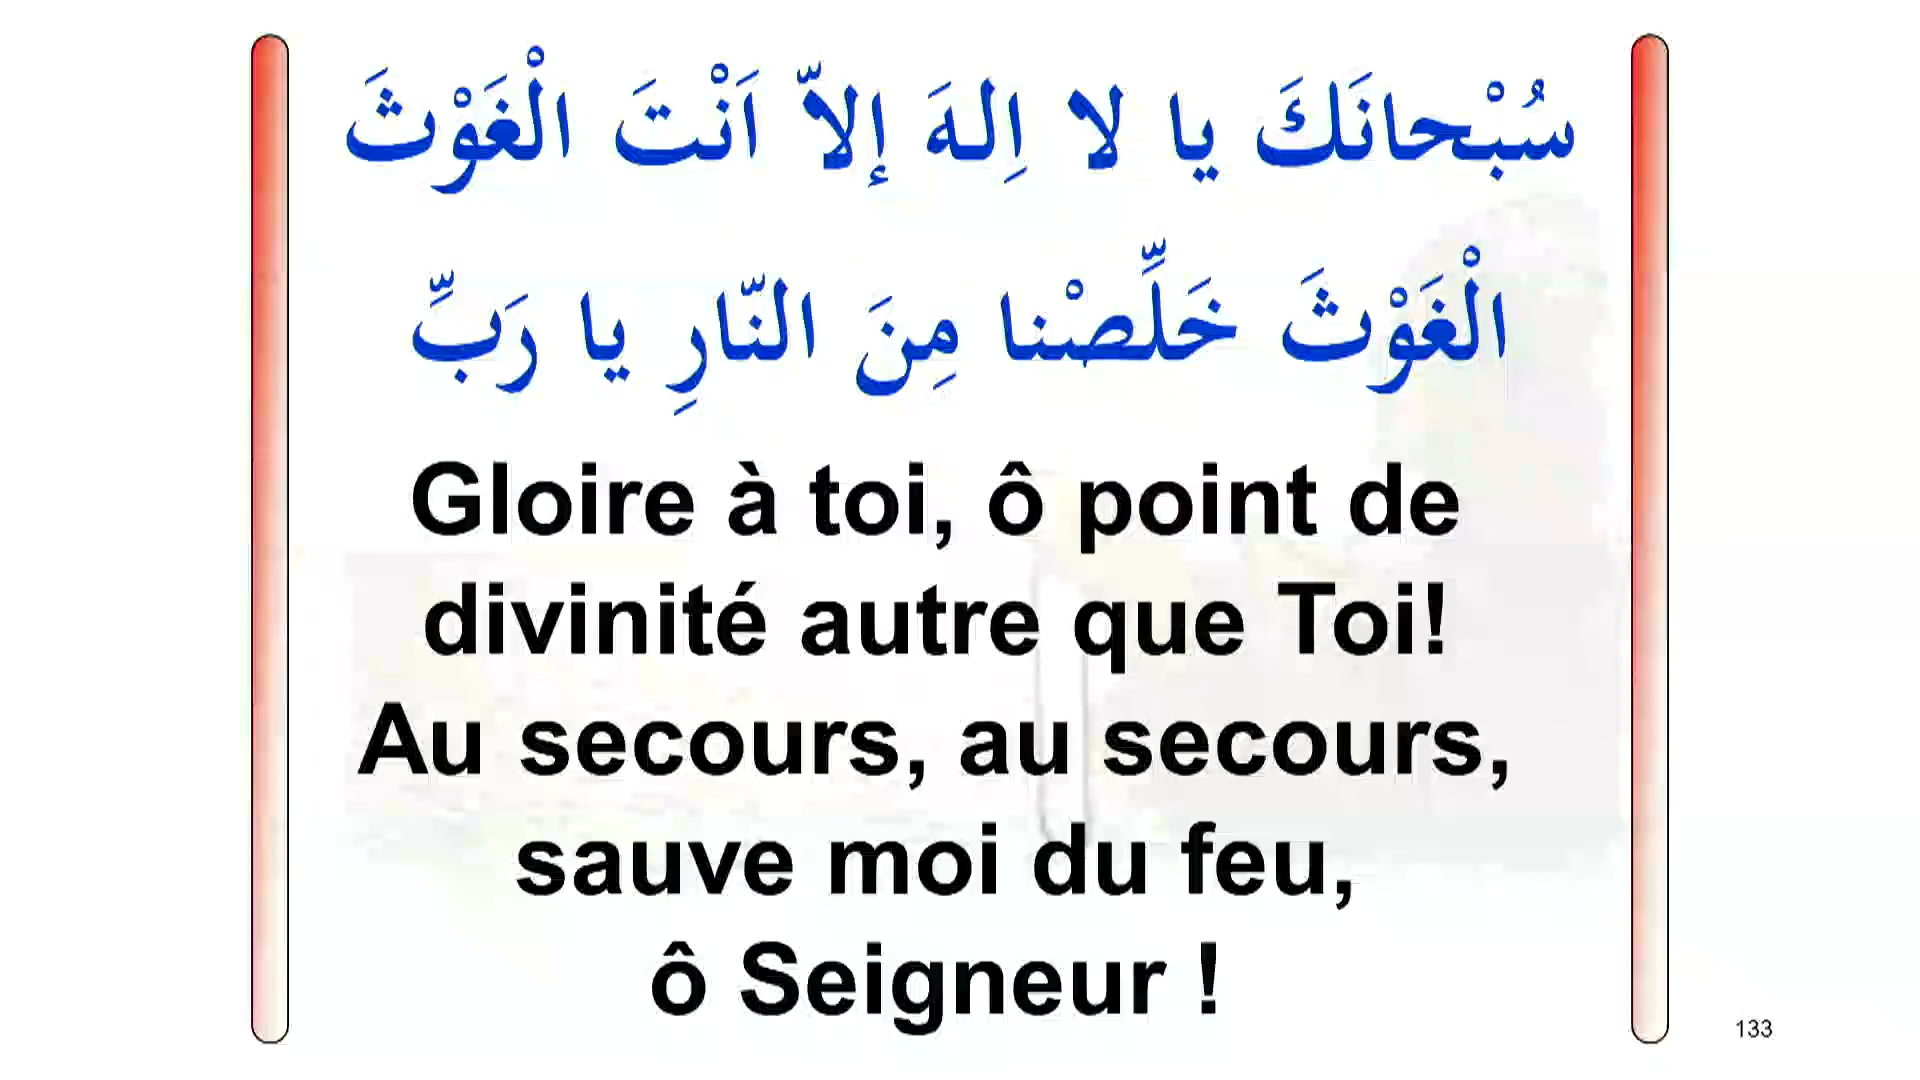 سُبْحانَكَ يا لا اِلهَ إلاّ اَنْتَ الْغَوْثَ
الْغَوْثَ خَلِّصْنا مِنَ النّارِ يا رَبِّ
Gloire à toi, ô point de
divinité autre que Toi!
Au secours, au secours,
sauve moi du feu,
ô Seigneur !
133